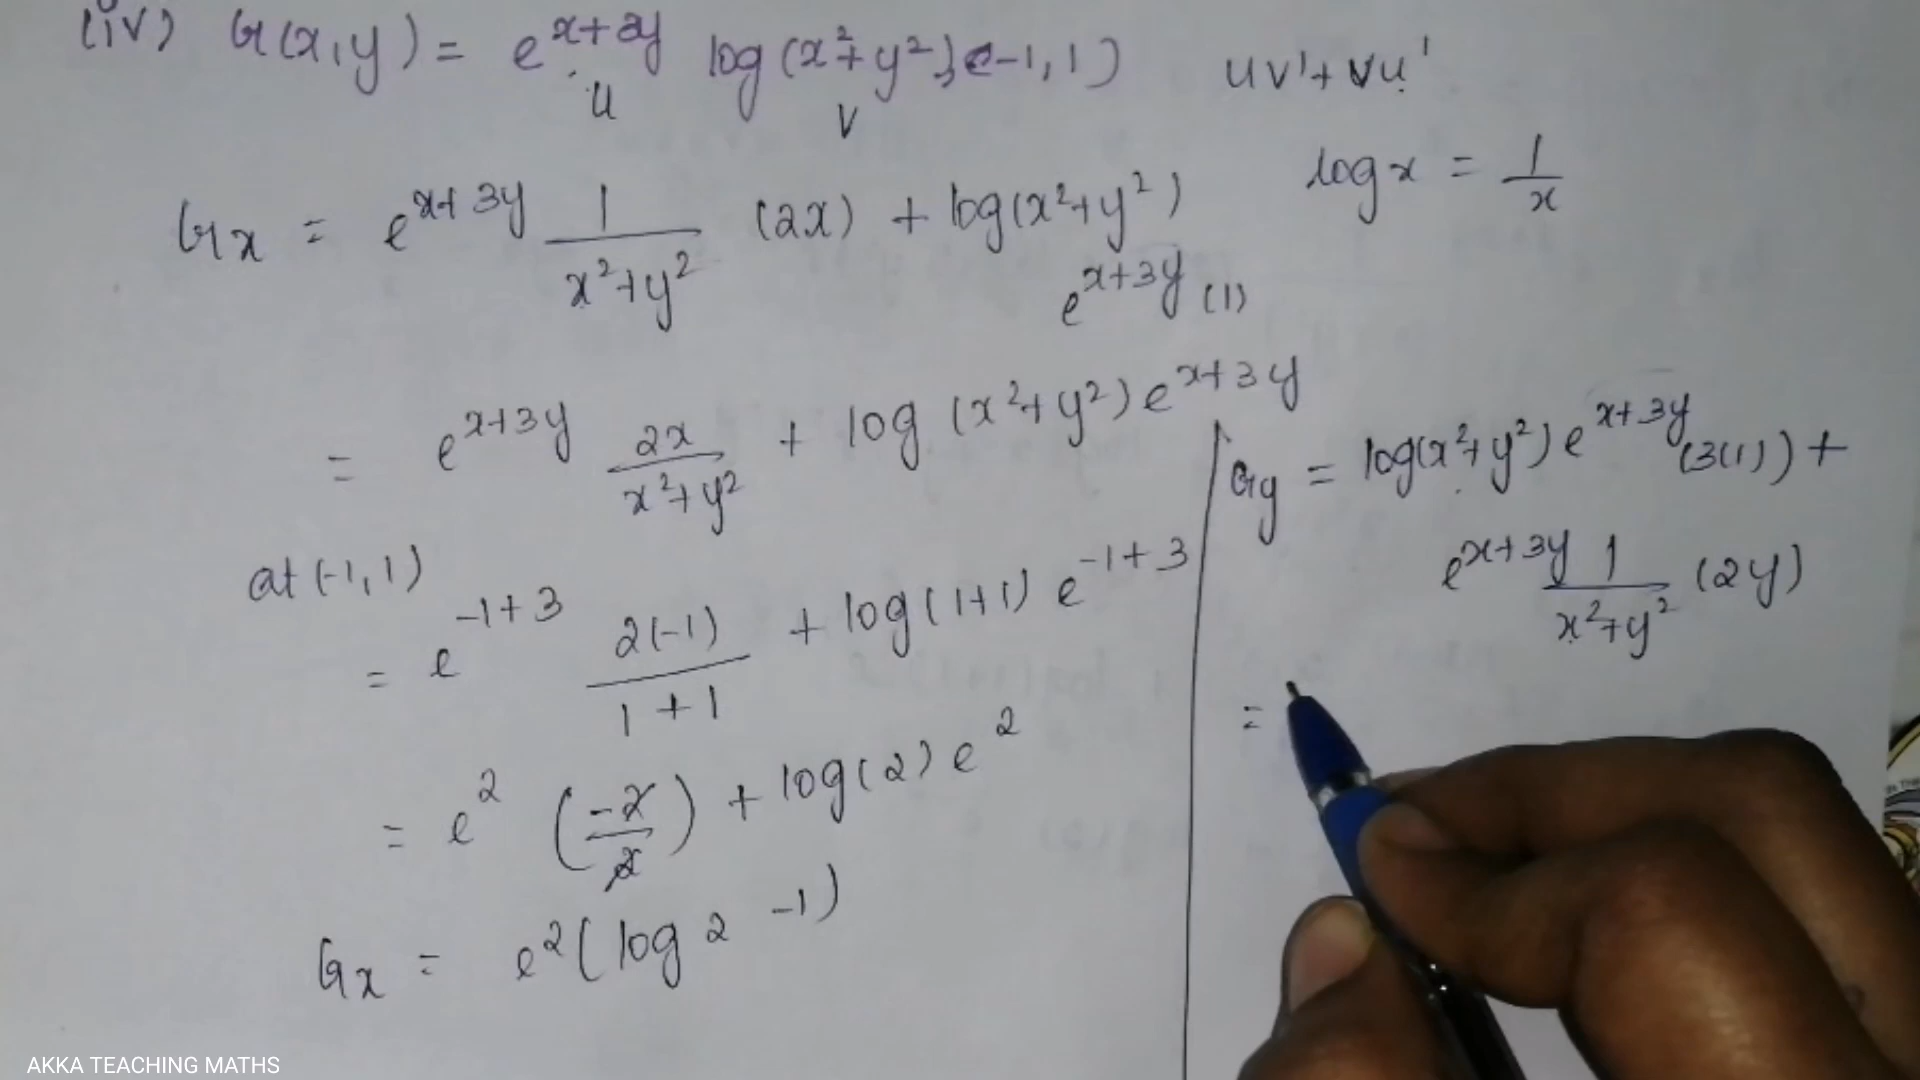 (iv) G(x,y) = e^{x+3y} log(x²+y²), (-1,1)
u v
uv'+vu'
log x = 1/x
Gx = e^{x+3y} 1/(x²+y²) (2x) + log(x²+y²)
e^{x+3y} (1)
= e^{x+3y} 2x/(x²+y²) + log (x²+y²) e^{x+3y}
at (-1,1)
= e^{-1+3} 2(-1)/(1+1) + log(1+1) e^{-1+3}
= e² (-2/2) + log(2) e²
Gx = e² (log 2 -1)
Gy = log(x²+y²) e^{x+3y} (3(1)) +
e^{x+3y} 1/(x²+y²) (2y)
=
AKKA TEACHING MATHS